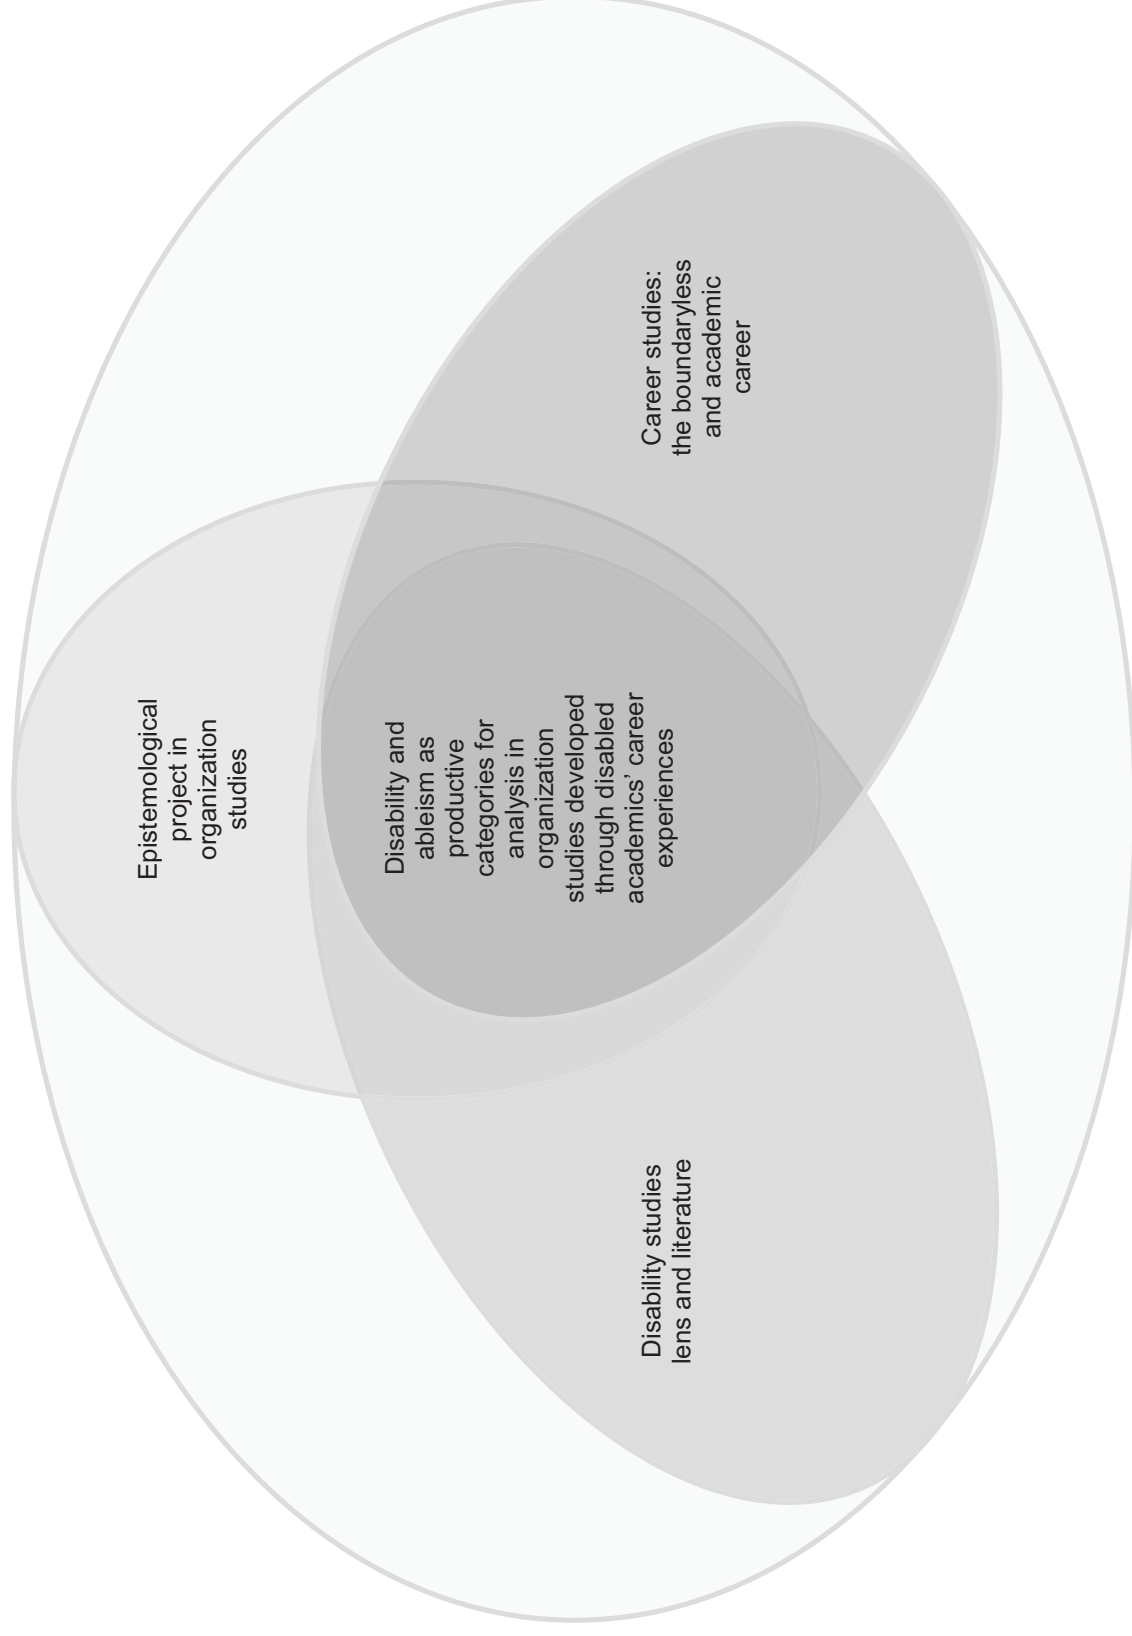 Epistemological
project in
organization
studies
Disability and
ableism as
productive
categories for
analysis in
organization
studies developed
through disabled
academics’ career
experiences
Disability studies
lens and literature
Career studies:
the boundaryless
and academic
career